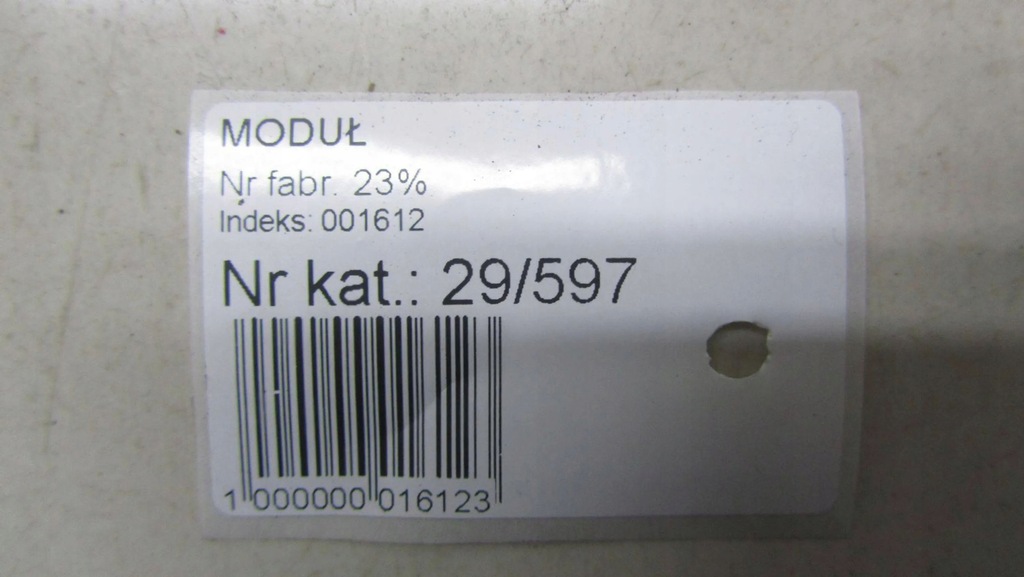 MODUŁ
Nr fabr. 23%
Indeks: 001612
Nr kat.: 29/597
1 000000 016123